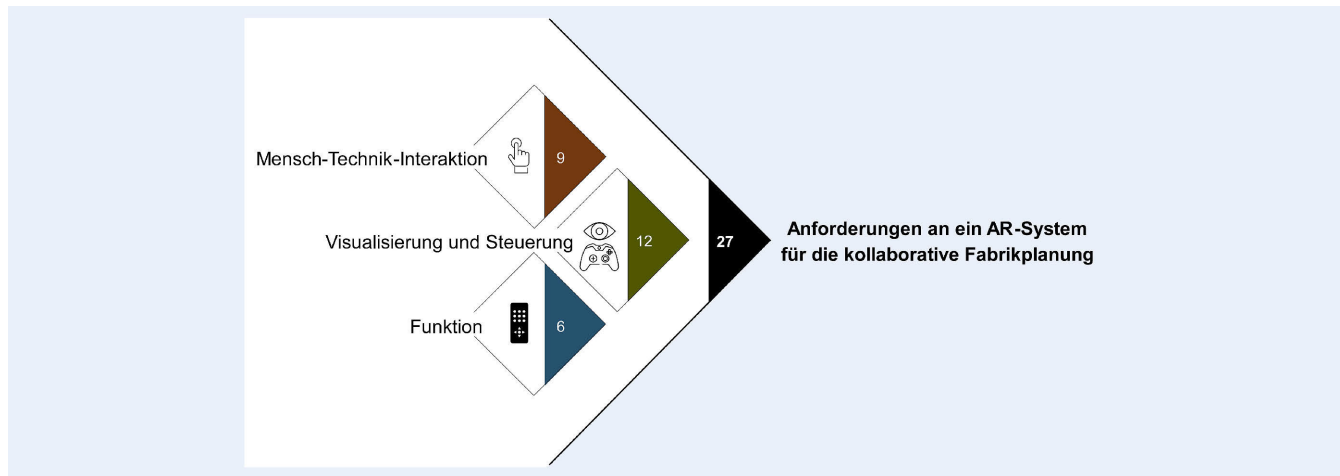 Mensch-Technik-Interaktion
9
Visualisierung und Steuerung
12
27
Anforderungen an ein AR-System
für die kollaborative Fabrikplanung
Funktion
6